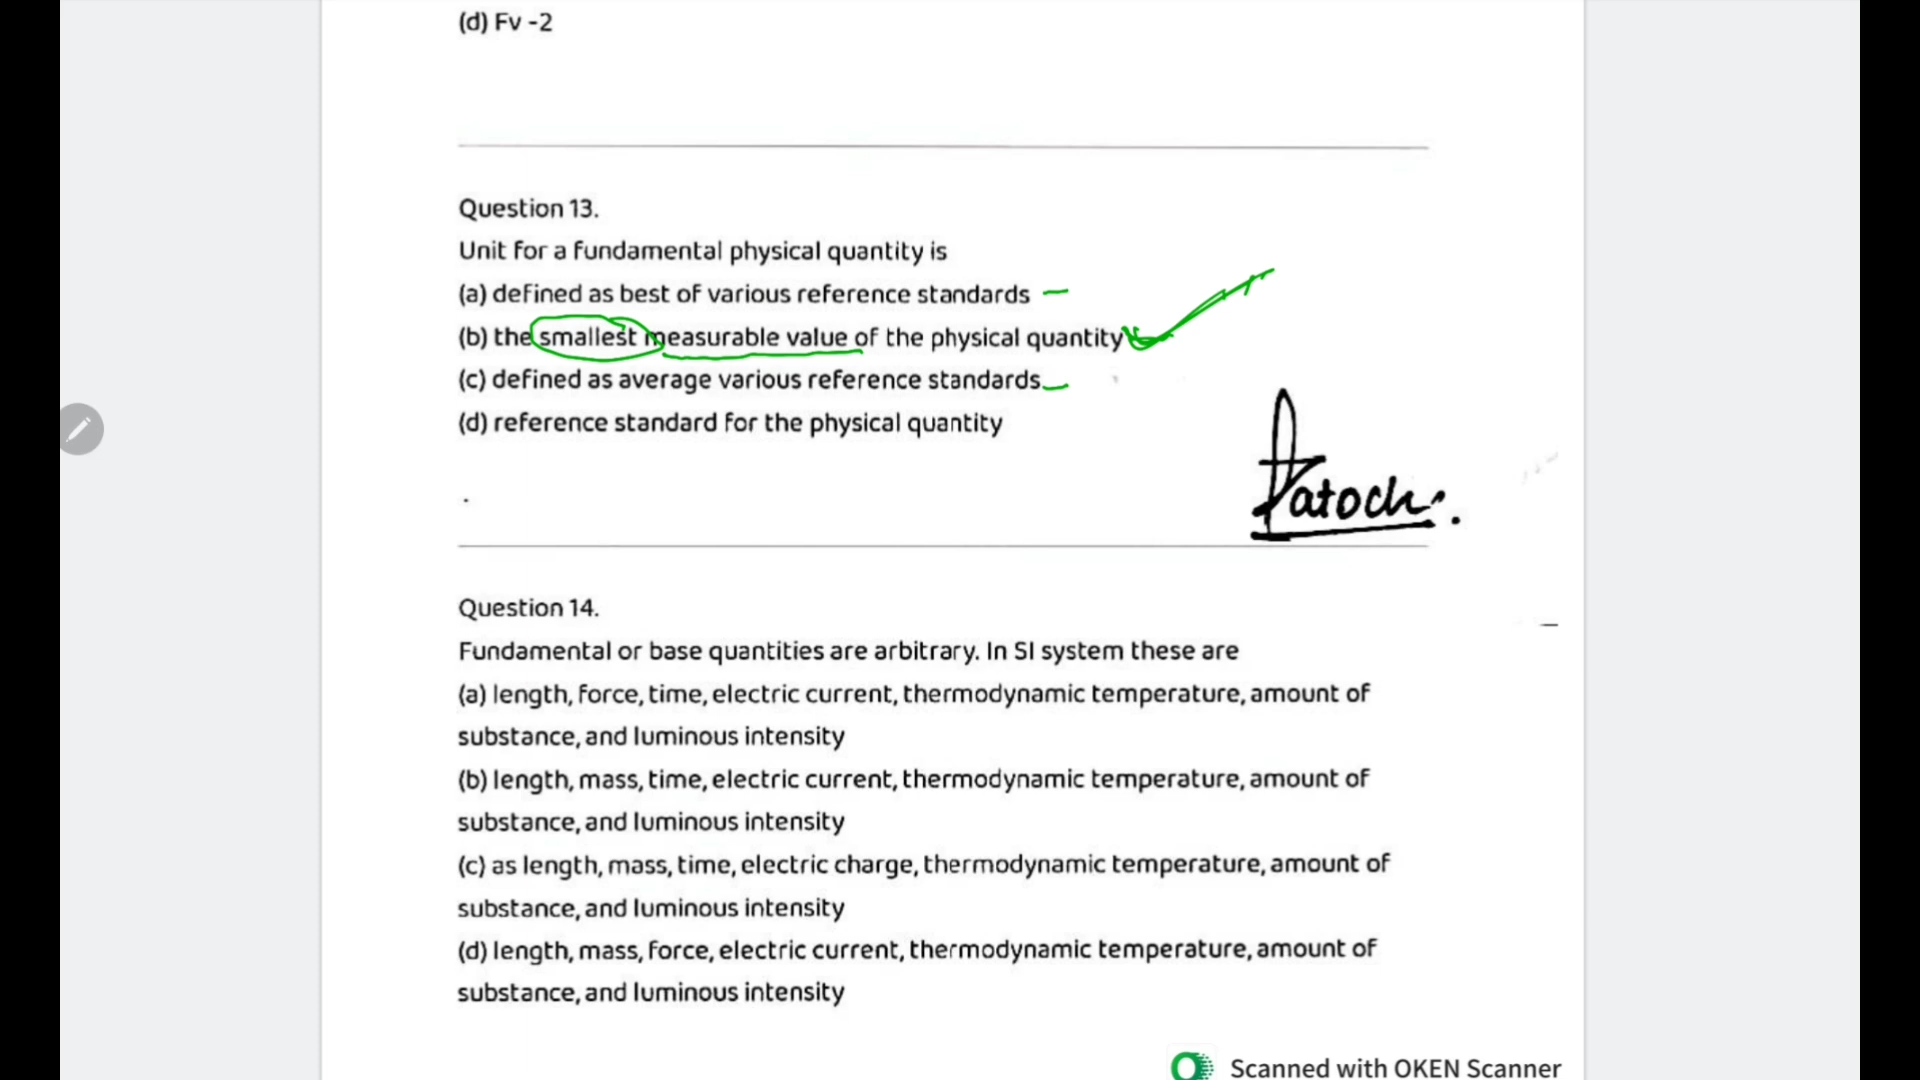 (d) Fv -2
Question 13.
Unit for a fundamental physical quantity is
(a) defined as best of various reference standards
(b) the smallest measurable value of the physical quantity
(c) defined as average various reference standards
(d) reference standard for the physical quantity
Katoch.
Question 14.
Fundamental or base quantities are arbitrary. In SI system these are
(a) length, force, time, electric current, thermodynamic temperature, amount of
substance, and luminous intensity
(b) length, mass, time, electric current, thermodynamic temperature, amount of
substance, and luminous intensity
(c) as length, mass, time, electric charge, thermodynamic temperature, amount of
substance, and luminous intensity
(d) length, mass, force, electric current, thermodynamic temperature, amount of
substance, and luminous intensity
Scanned with OKEN Scanner